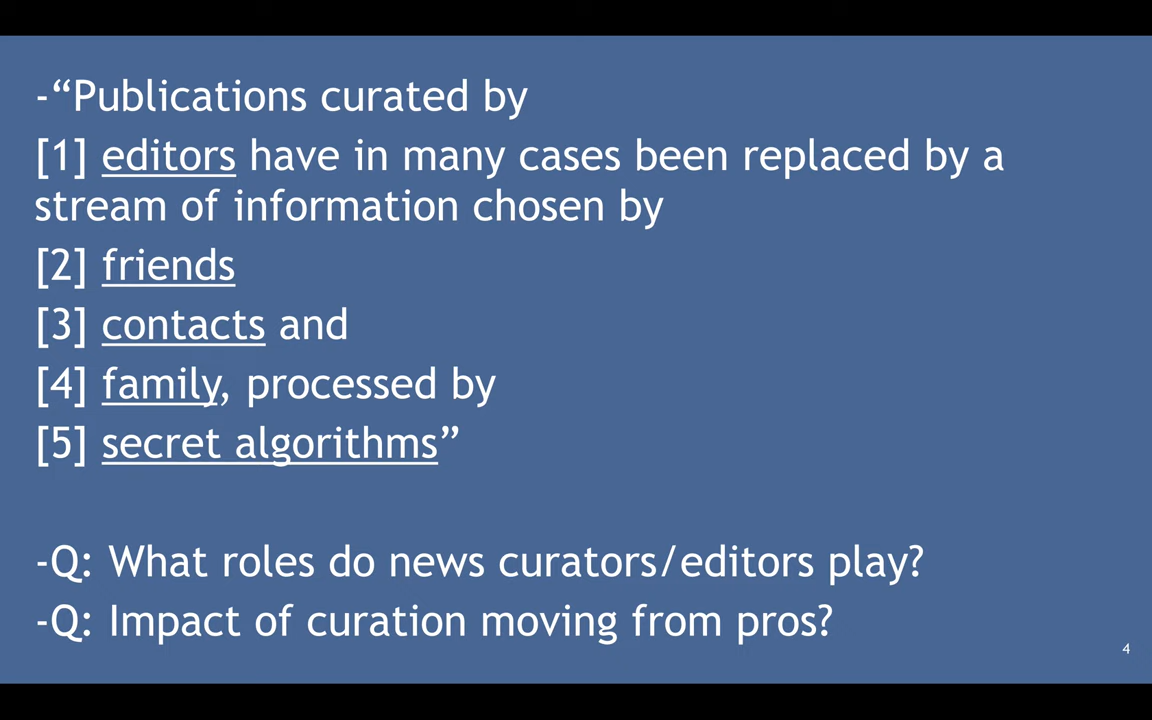 -“Publications curated by
[1] editors have in many cases been replaced by a
stream of information chosen by
[2] friends
[3] contacts and
[4] family, processed by
[5] secret algorithms”
-Q: What roles do news curators/editors play?
-Q: Impact of curation moving from pros?
4